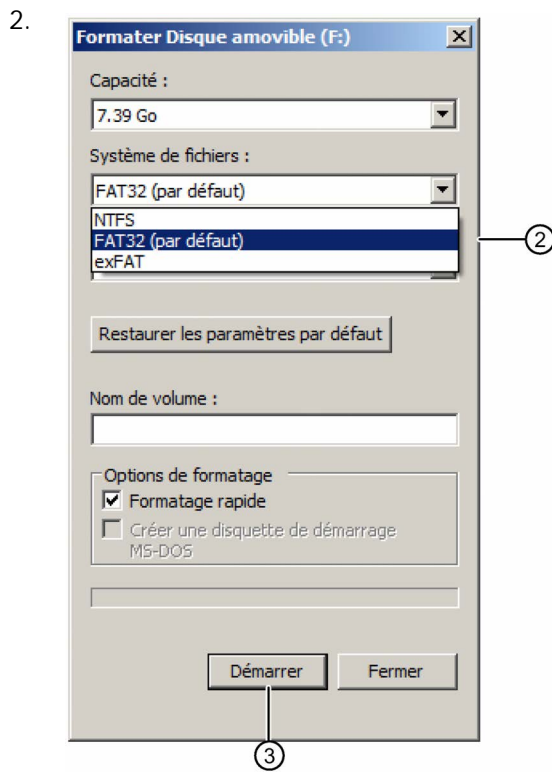 2.
Formater Disque amovible (F:)
Capacité :
7.39 Go
Système de fichiers :
FAT32 (par défaut)
NTFS
FAT32 (par défaut)
exFAT
2
Restaurer les paramètres par défaut
Nom de volume :
Options de formatage
Formatage rapide
Créer une disquette de démarrage
MS-DOS
Démarrer
Fermer
3